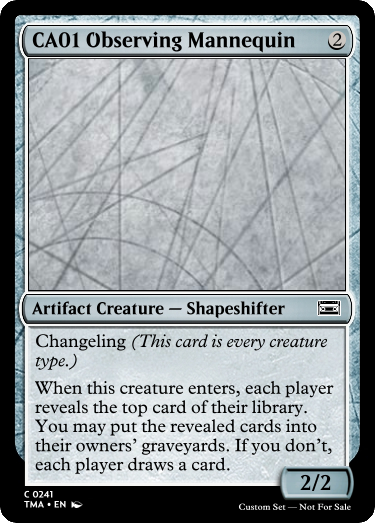 CA01 Observing Mannequin 2
Artifact Creature — Shapeshifter
Changeling (This card is every creature
type.)
When this creature enters, each player
reveals the top card of their library.
You may put the revealed cards into
their owners' graveyards. If you don't,
each player draws a card.
2/2
C 0241
TMA • EN
Custom Set — Not For Sale